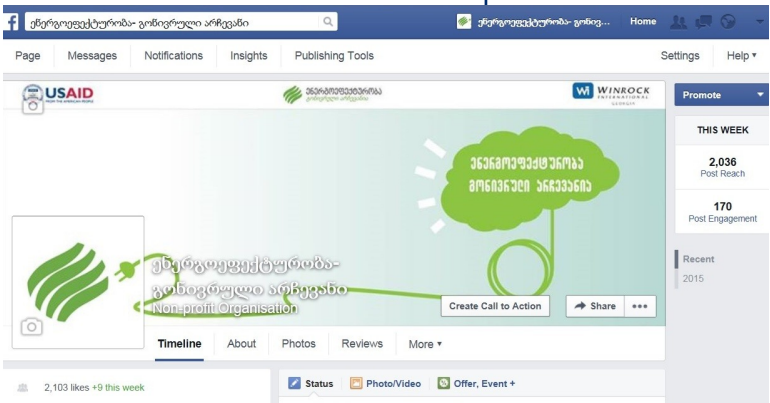 ენერგოეფექტურობა- გონივრული არჩევანი
ენერგოეფექტურობა- გონივ... Home
Page Messages Notifications Insights Publishing Tools Settings Help
USAID
FROM THE AMERICAN PEOPLE
ენერგოეფექტურობა
გონივრული არჩევანია
WINROCK
INTERNATIONAL
GEORGIA
Promote
THIS WEEK
2,036
Post Reach
170
Post Engagement
Recent
2015
ენერგოეფექტურობა
გონივრული არჩევანია
ენერგოეფექტურობა-
გონივრული არჩევანი
Non-profit Organisation
Create Call to Action Share
Timeline About Photos Reviews More
2,103 likes +9 this week
Status Photo/Video Offer, Event +